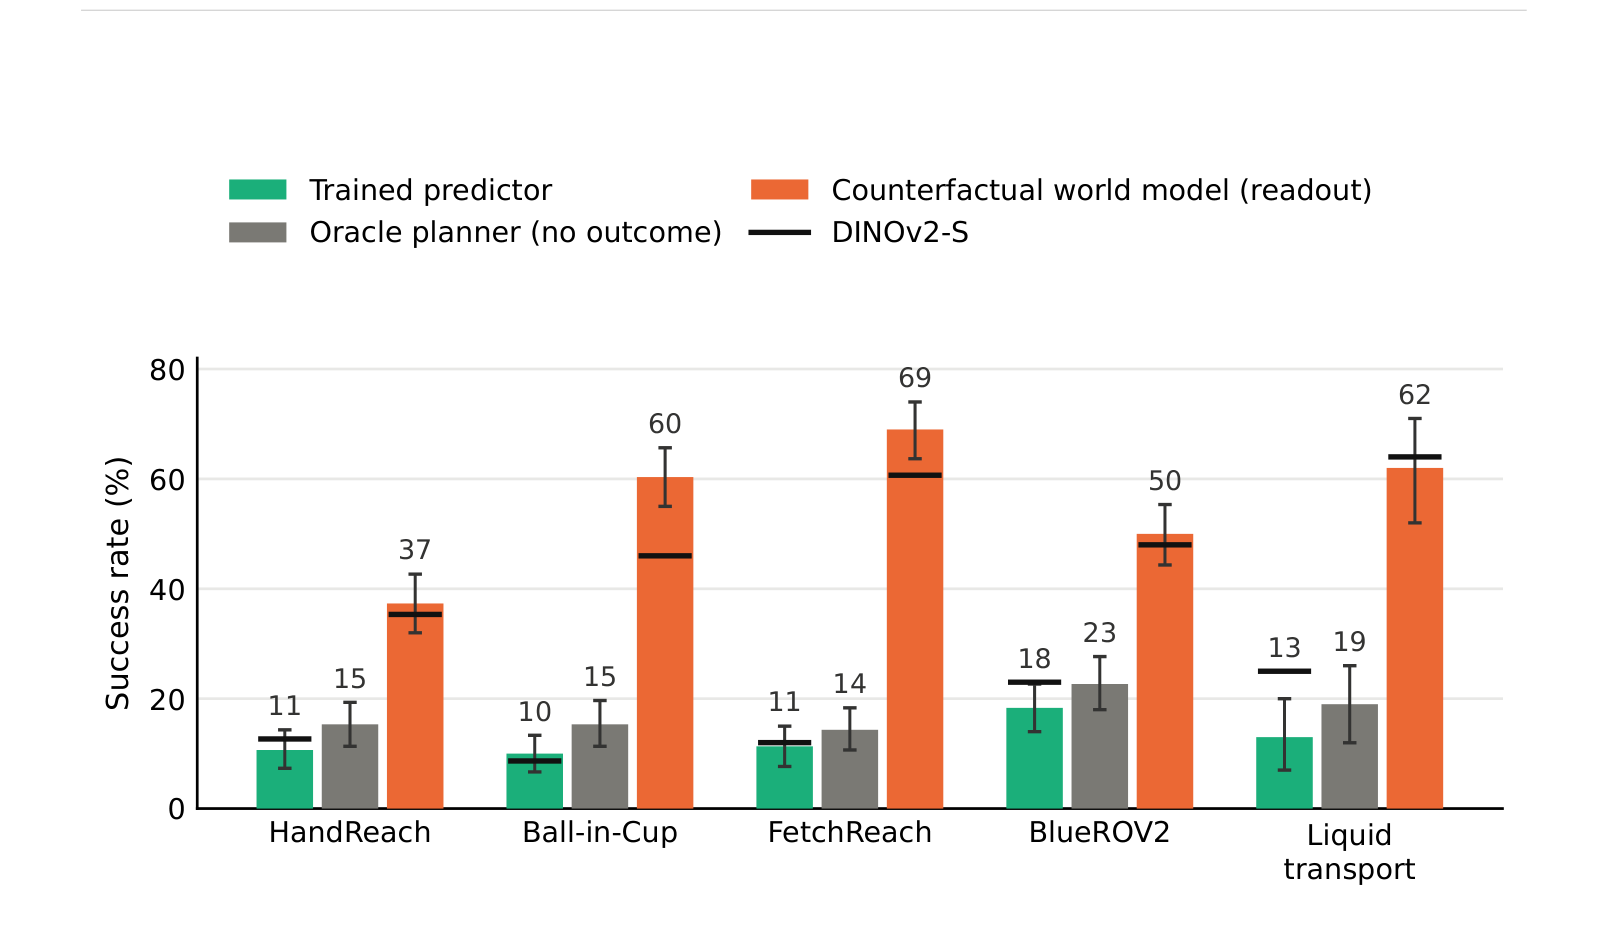 Trained predictor
Oracle planner (no outcome)
Counterfactual world model (readout)
DINOv2-S
Success rate (%)
80
60
40
20
0
11
15
37
10
15
60
11
14
69
18
23
50
13
19
62
HandReach
Ball-in-Cup
FetchReach
BlueROV2
Liquid
transport